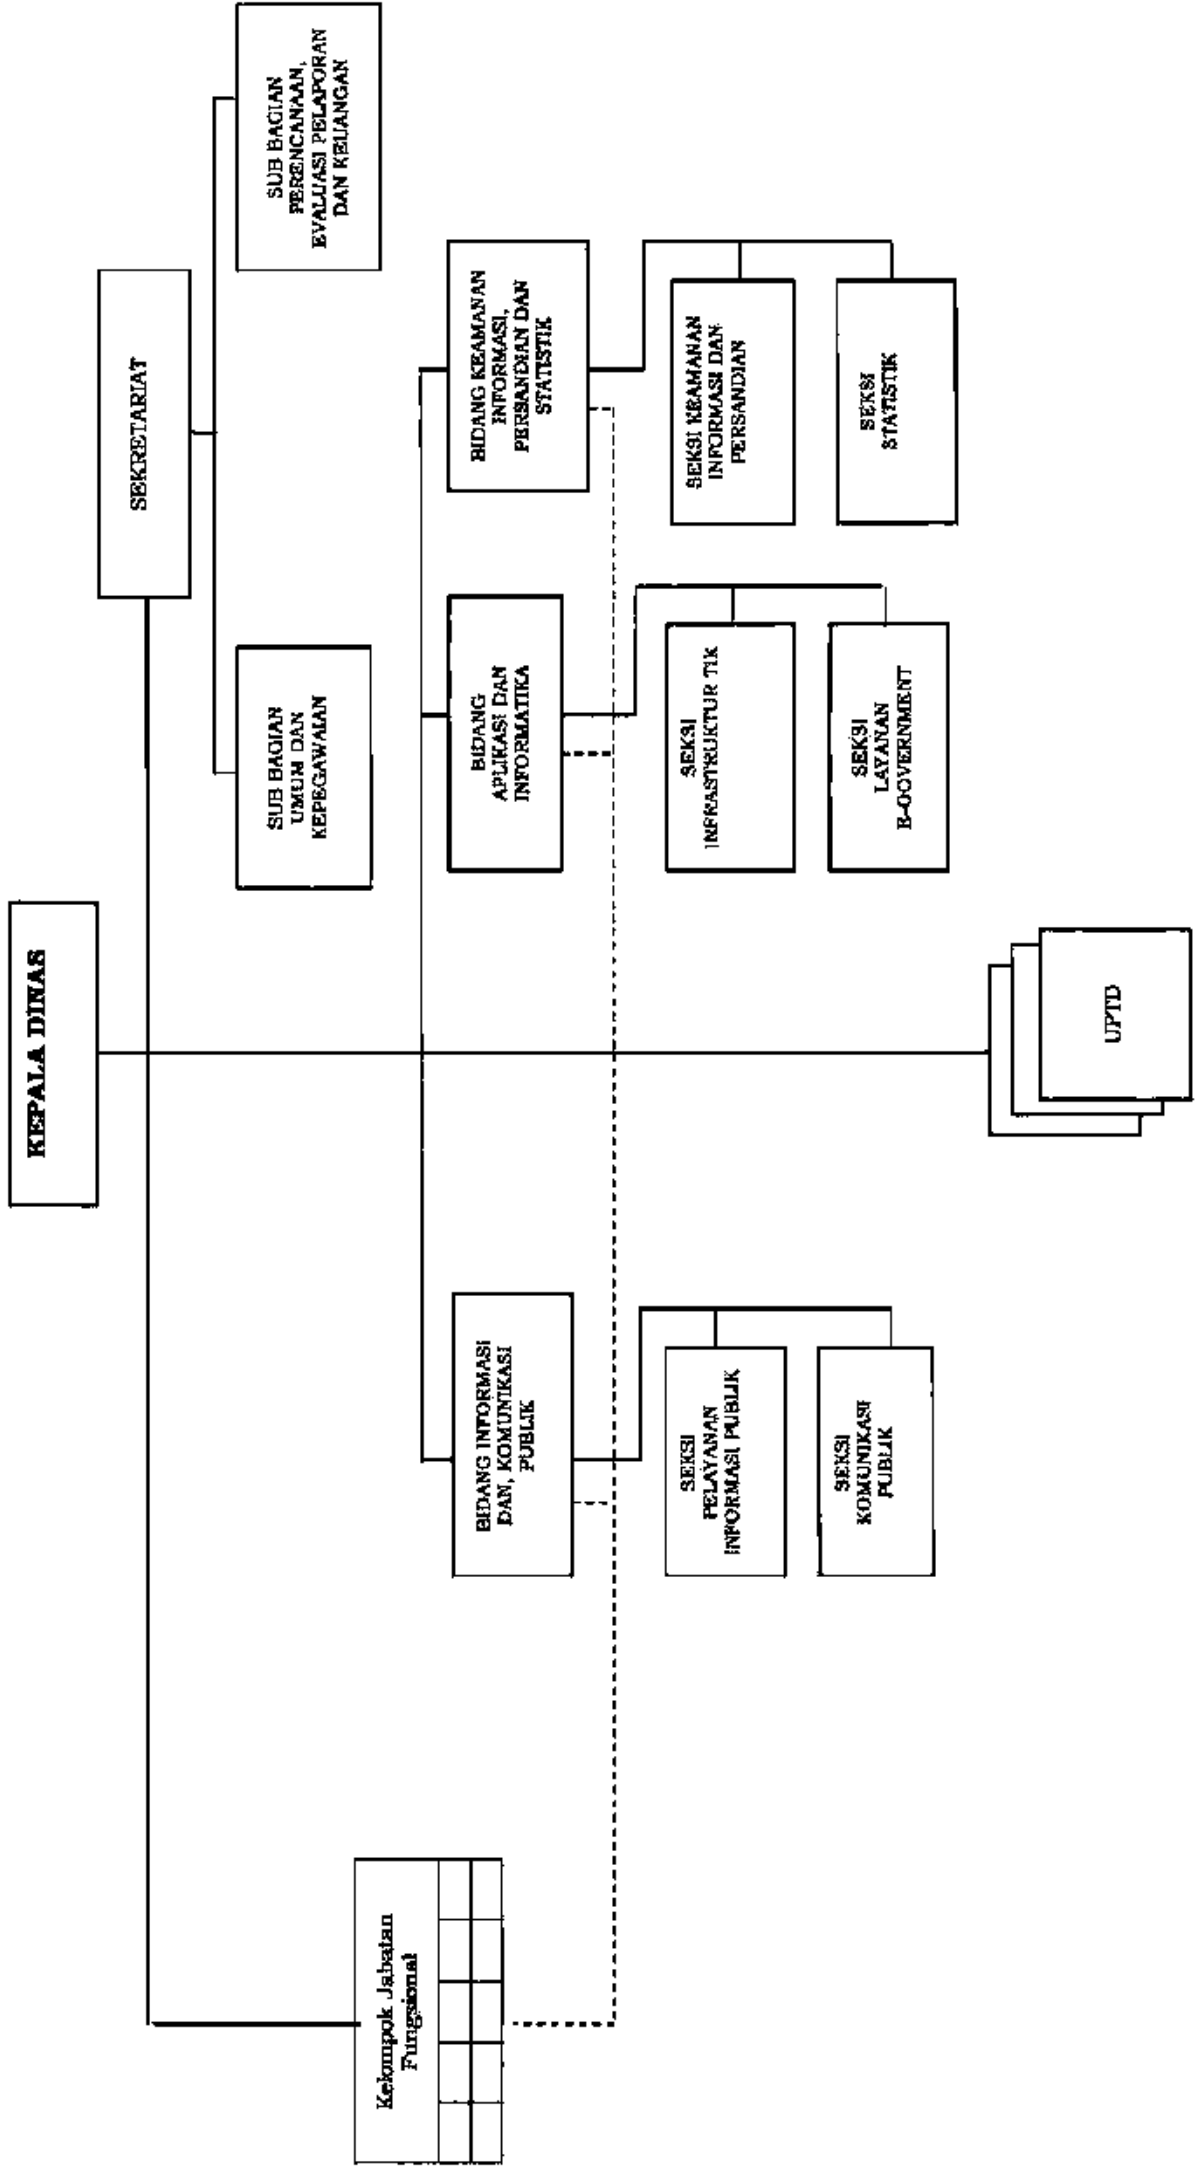 KEPALA DINAS
SEKRETARIAT
Kelompok Jabatan
Fungsional
SUB BAGIAN
UMUM DAN
KEPEGAWAIAN
SUB BAGIAN
PERENCANAAN,
EVALUASI PELAPORAN
DAN KEUANGAN
BIDANG INFORMASI
DAN, KOMUNIKASI
PUBLIK
BIDANG
APLIKASI DAN
INFORMATIKA
BIDANG KEAMANAN
INFORMASI,
PERSANDIAN DAN
STATISTIK
SEKSI
PELAYANAN
INFORMASI PUBLIK
SEKSI
INFRASTRUKTUR TIK
SEKSI KEAMANAN
INFORMASI DAN
PERSANDIAN
SEKSI
KOMUNIKASI
PUBLIK
SEKSI
LAYANAN
E-GOVERNMENT
SEKSI
STATISTIK
UPTD